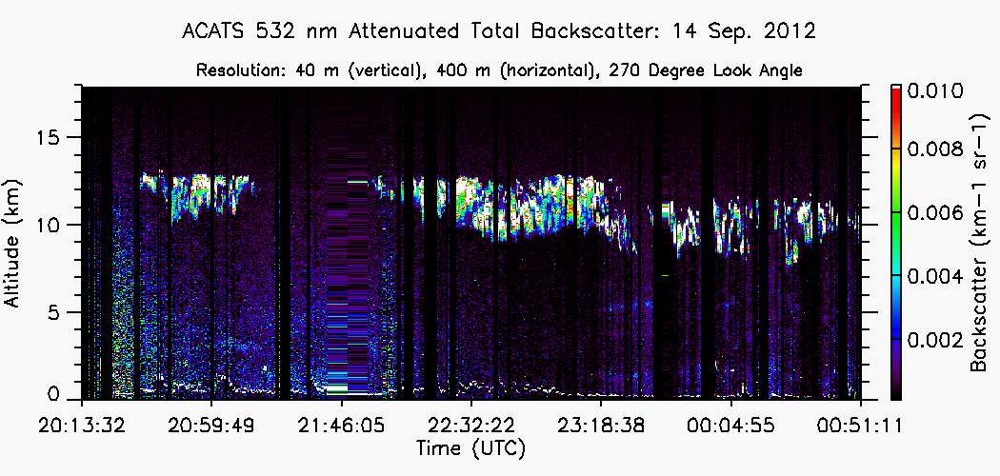 ACATS 532 nm Attenuated Total Backscatter: 14 Sep. 2012
Resolution: 40 m (vertical), 400 m (horizontal), 270 Degree Look Angle
Altitude (km)
15
10
5
0
20:13:32 20:59:49 21:46:05 22:32:22 23:18:38 00:04:55 00:51:11
Time (UTC)
0.010
0.008
0.006
0.004
0.002
Backscatter (km-1 sr-1)